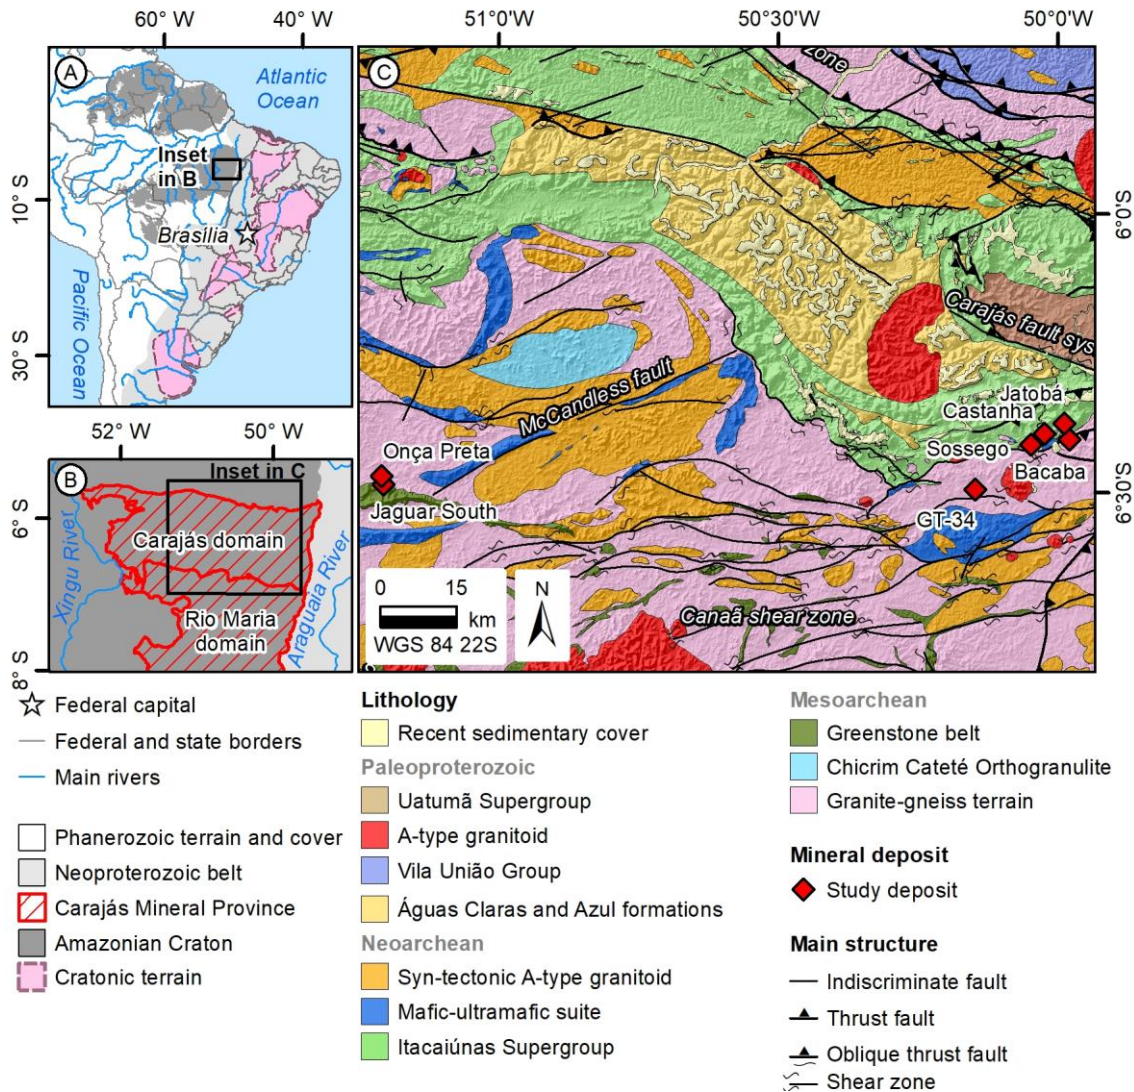 60° W
40° W
A
Atlantic
Ocean
Inset
in B
10° S
Brasília
Pacific Ocean
30° S
52° W
50° W
B
Inset in C
6° S
Carajás domain
Xingu River
Araguaia River
Rio Maria
domain
8° S
51°0' W
50°30' W
50°0' W
C
zone
6°0' S
Carajás fault sys
McCandless fault
Jatobá
Castanha
Onça Preta
Sossego
Bacaba
6°30' S
Jaguar South
GT-34
0 15
km
WGS 84 22S
N
Canaã shear zone
Federal capital
Federal and state borders
Main rivers
Phanerozoic terrain and cover
Neoproterozoic belt
Carajás Mineral Province
Amazonian Craton
Cratonic terrain
Lithology
Recent sedimentary cover
Paleoproterozoic
Uatumã Supergroup
A-type granitoid
Vila União Group
Águas Claras and Azul formations
Neoarchean
Syn-tectonic A-type granitoid
Mafic-ultramafic suite
Itacaiúnas Supergroup
Mesoarchean
Greenstone belt
Chicrim Cateté Orthogranulite
Granite-gneiss terrain
Mineral deposit
Study deposit
Main structure
Indiscriminate fault
Thrust fault
Oblique thrust fault
Shear zone